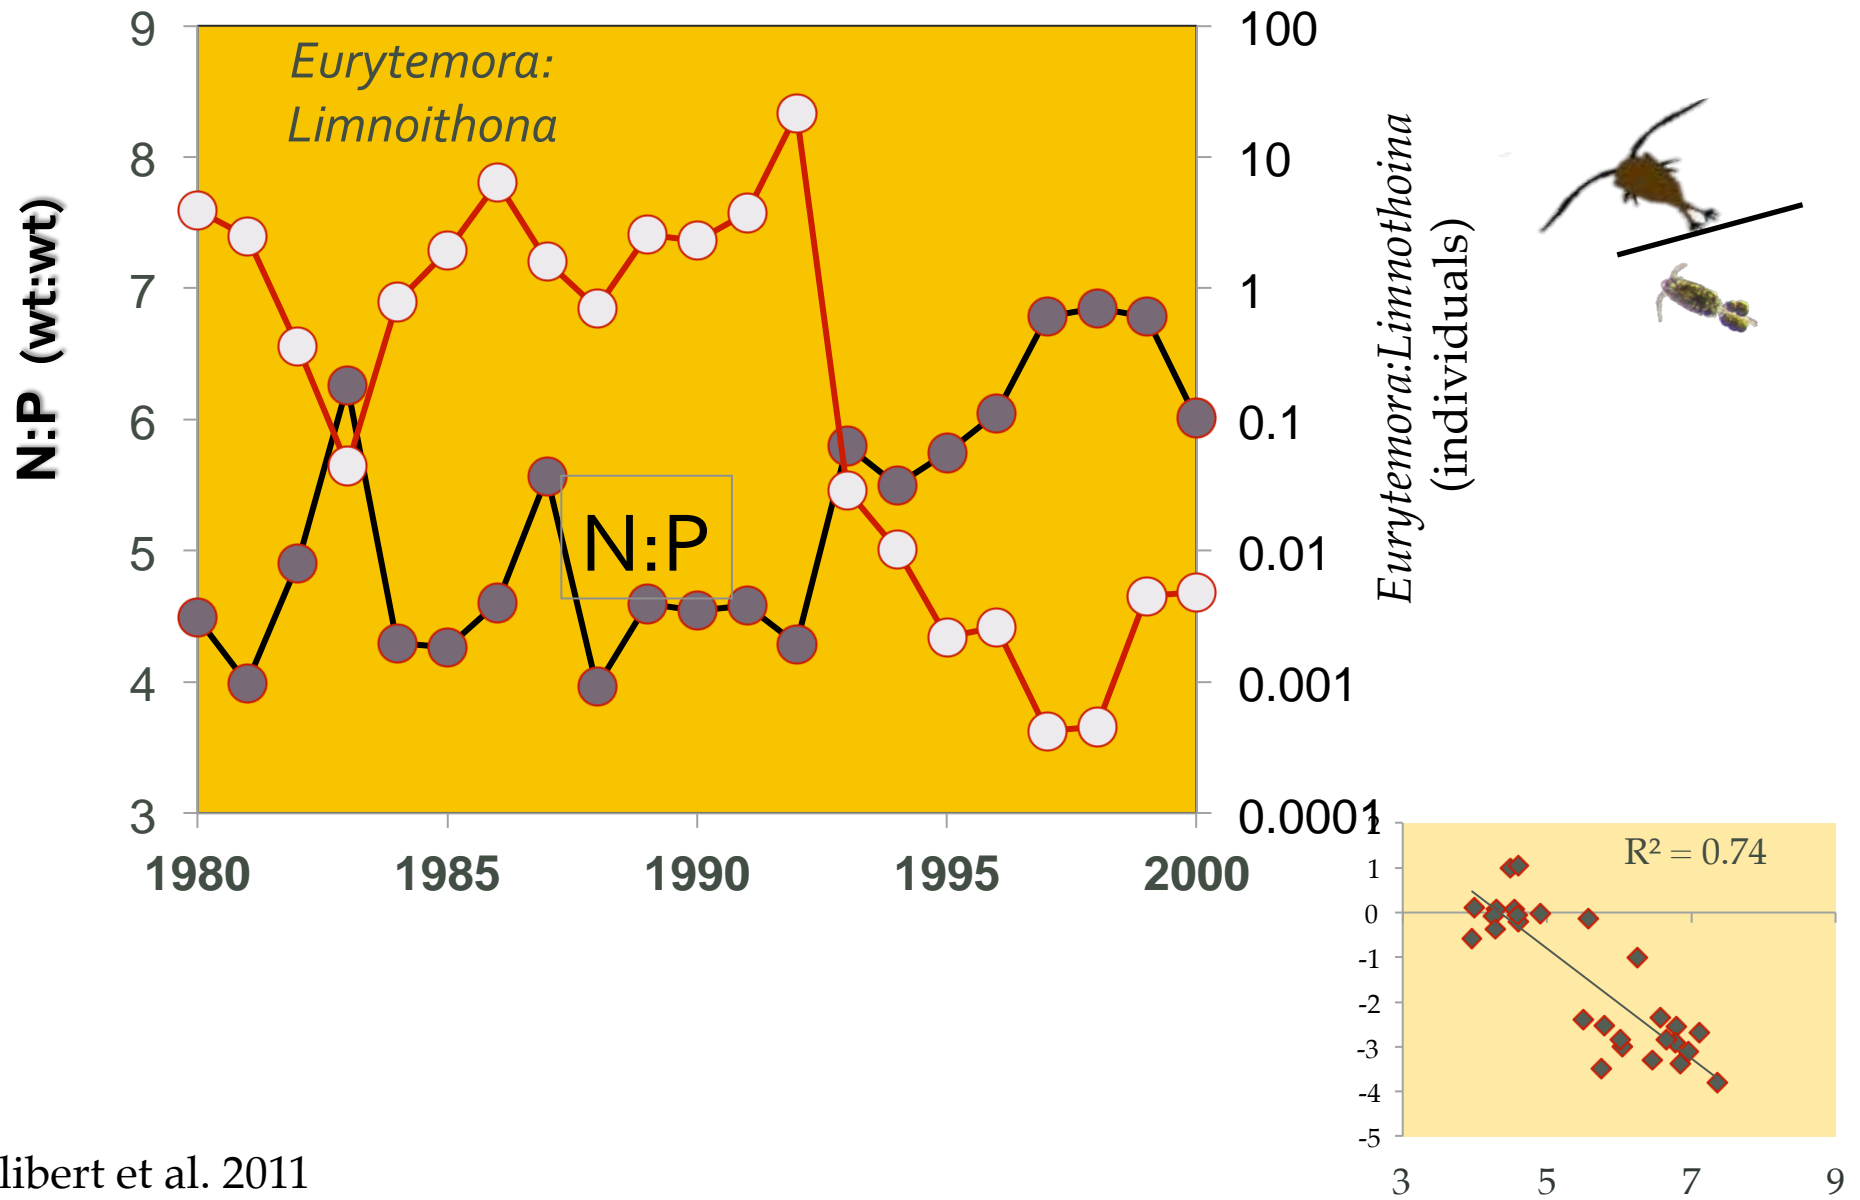 Eurytemora:
Limnoithona
N:P (wt:wt)
9
8
7
6
5
4
3
N:P
100
10
1
0.1
0.01
0.001
0.0001
1980 1985 1990 1995 2000
Eurytemora:Limnothoina
(individuals)
R² = 0.74
2
1
0
-1
-2
-3
-4
-5
3 5 7 9
libert et al. 2011